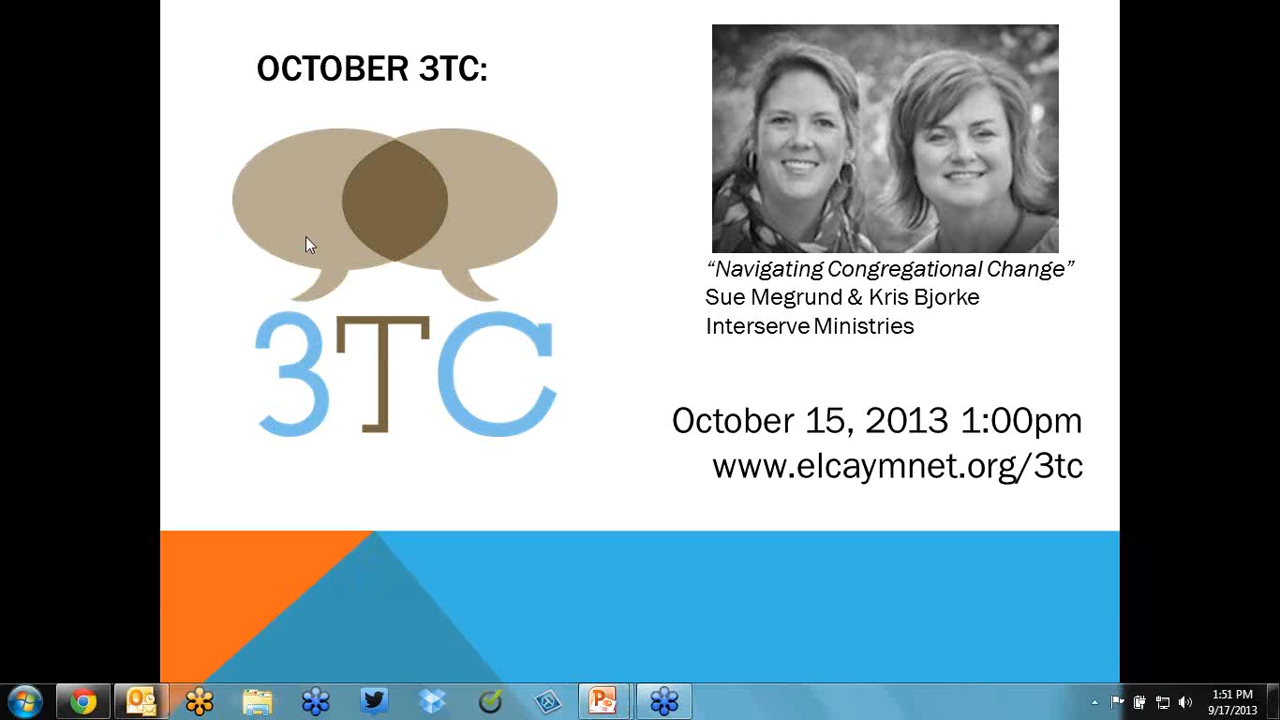 OCTOBER 3TC:
3TC
“Navigating Congregational Change”
Sue Megrund & Kris Bjorke
Interserve Ministries
October 15, 2013 1:00pm
www.elcaymnet.org/3tc
1:51 PM
9/17/2013